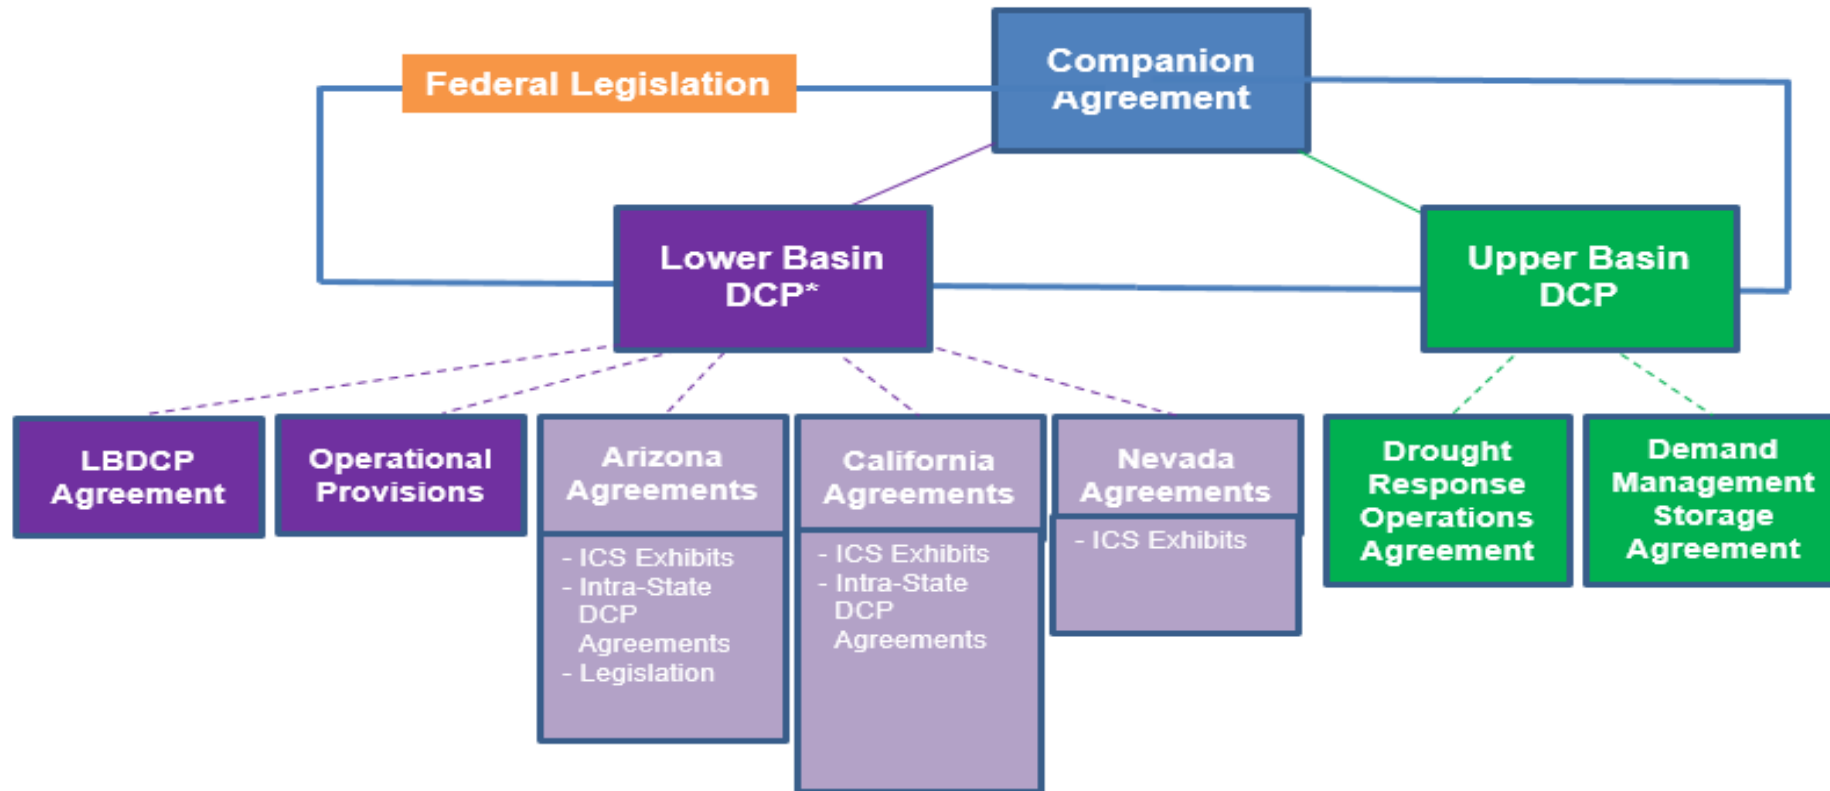 Federal Legislation
Companion
Agreement
Lower Basin
DCP*
Upper Basin
DCP
LBDCP
Agreement
Operational
Provisions
Arizona
Agreements
- ICS Exhibits
- Intra-State
DCP
Agreements
- Legislation
California
Agreements
- ICS Exhibits
- Intra-State
DCP
Agreements
Nevada
Agreements
- ICS Exhibits
Drought
Response
Operations
Agreement
Demand
Management
Storage
Agreement